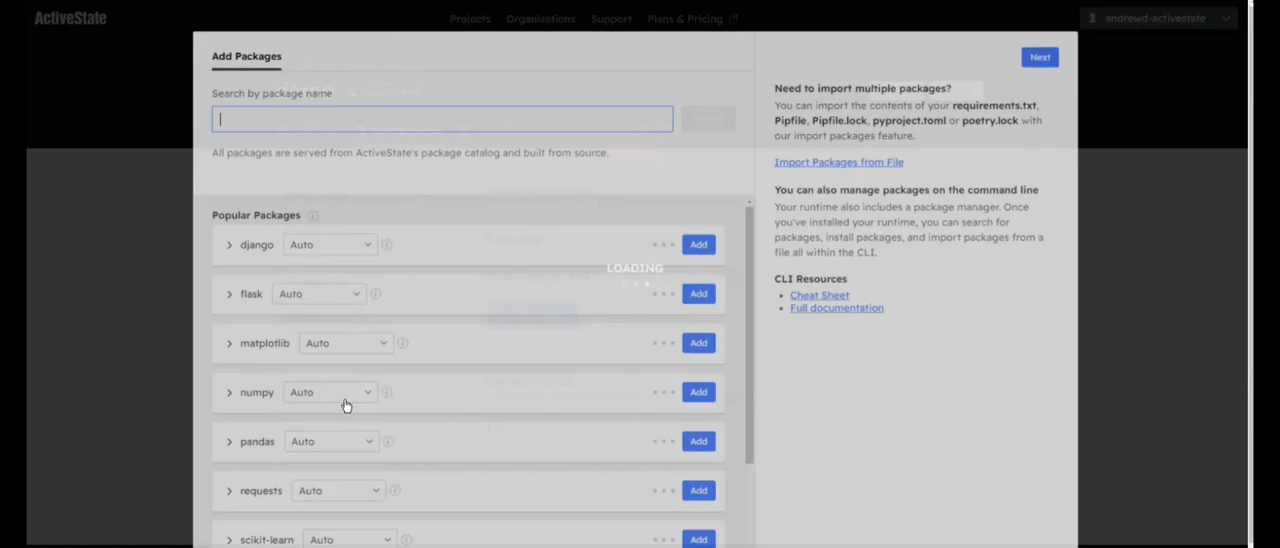 ActiveState
Projects Organizations Support Plans & Pricing
andrewd-activestate
Add Packages
Search by package name
All packages are served from ActiveState's package catalog and built from source.
Popular Packages
django Auto Add
flask Auto Add
matplotlib Auto Add
LOADING
numpy Auto Add
pandas Auto Add
requests Auto Add
scikit-learn Auto Add
Next
Need to import multiple packages?
You can import the contents of your requirements.txt,
Pipfile, Pipfile.lock, pyproject.toml or poetry.lock with
our import packages feature.
Import Packages from File
You can also manage packages on the command line
Your runtime also includes a package manager. Once
you've installed your runtime, you can search for
packages, install packages, and import packages from a
file all within the CLI.
CLI Resources
• Cheat Sheet
• Full documentation